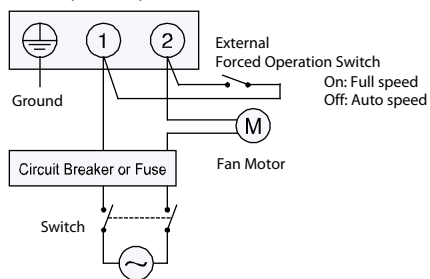 1 2
External
Forced Operation Switch
On: Full speed
Off: Auto speed
Ground
M
Fan Motor
Circuit Breaker or Fuse
Switch